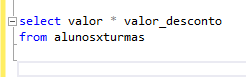 select valor * valor_desconto
from alunosxturmas